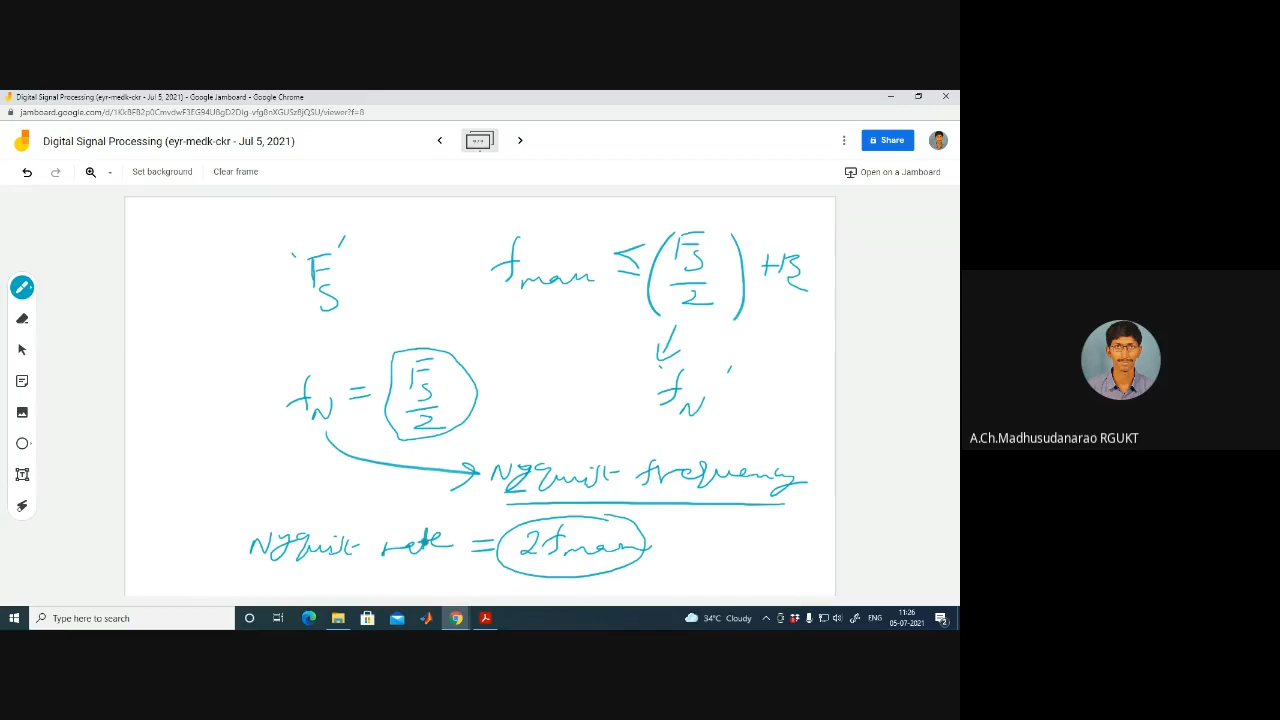 Digital Signal Processing (eyr-medk-ckr - Jul 5, 2021) - Google Jamboard - Google Chrome
Digital Signal Processing (eyr-medk-ckr - Jul 5, 2021)
Share
Set background Clear frame
Open on a Jamboard
'Fs' fmax ≤ (Fs/2) Hz
fN = Fs/2 'fN'
Nyquist frequency
Nyquist rate = 2fmax
A.Ch.Madhusudanarao RGUKT
Type here to search
34°C Cloudy
ENG
11:26
05-07-2021
2